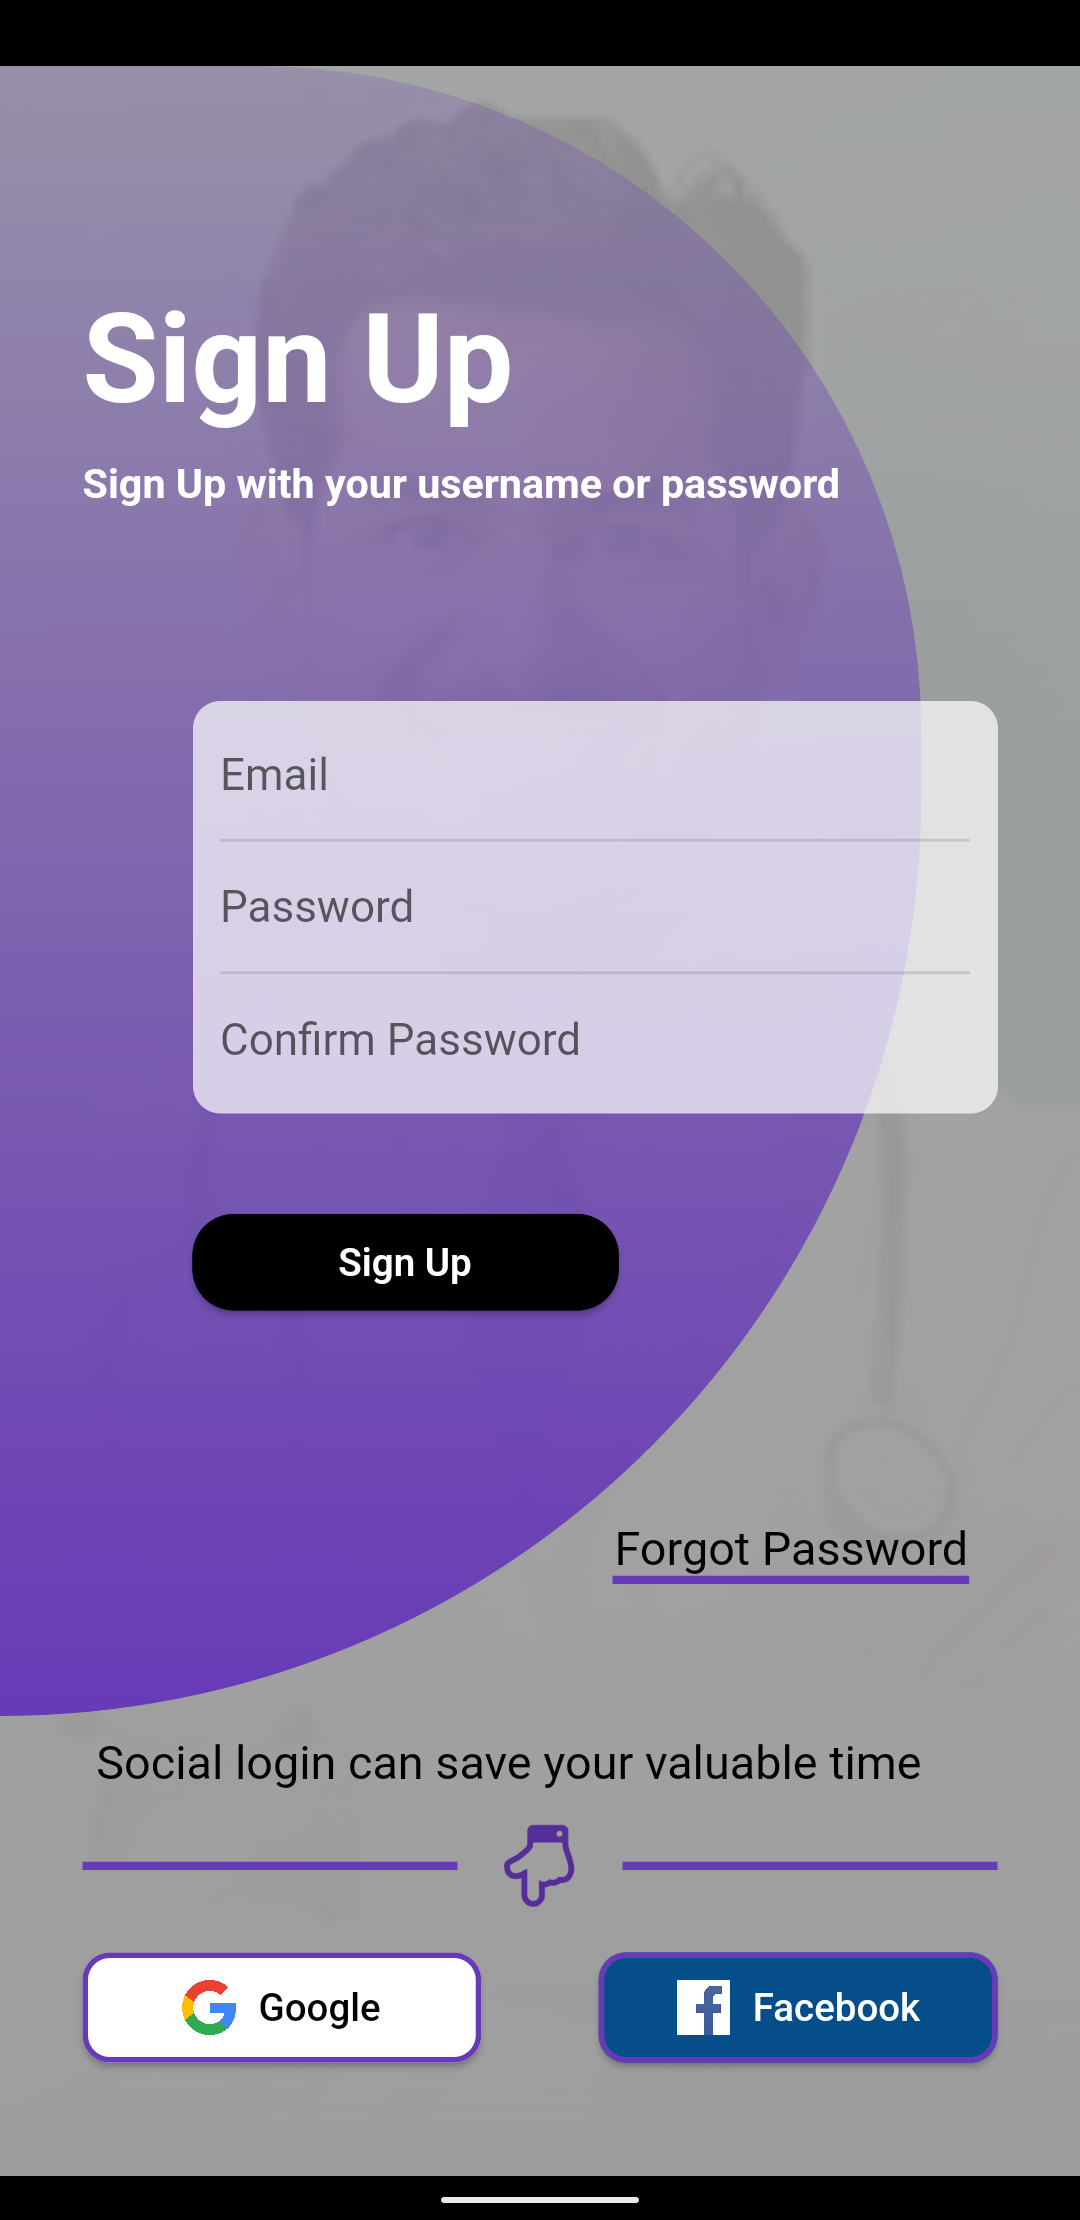 Sign Up
Sign Up with your username or password
Email
Password
Confirm Password
Sign Up
Forgot Password
Social login can save your valuable time
Google
Facebook